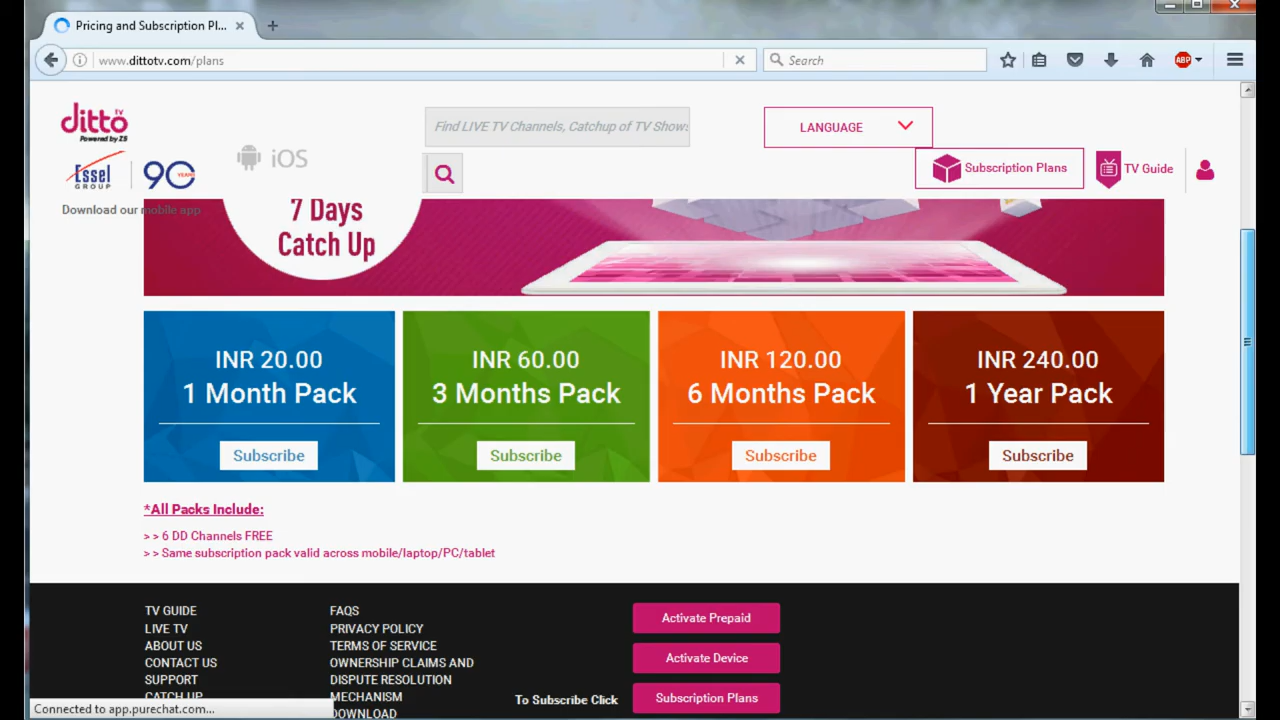 Pricing and Subscription Pl...
www.dittotv.com/plans
Search
ABP
ditto TV
Powered by ZS
Find LIVE TV Channels, Catchup of TV Shows
LANGUAGE
Essel
GROUP
90 YEARS
iOS
Subscription Plans
TV Guide
Download our mobile app
7 Days
Catch Up
INR 20.00
1 Month Pack
Subscribe
INR 60.00
3 Months Pack
Subscribe
INR 120.00
6 Months Pack
Subscribe
INR 240.00
1 Year Pack
Subscribe
*All Packs Include:
> > 6 DD Channels FREE
> > Same subscription pack valid across mobile/laptop/PC/tablet
TV GUIDE
LIVE TV
ABOUT US
CONTACT US
SUPPORT
CATCH UP
FAQS
PRIVACY POLICY
TERMS OF SERVICE
OWNERSHIP CLAIMS AND
DISPUTE RESOLUTION
MECHANISM
DOWNLOAD
Activate Prepaid
Activate Device
To Subscribe Click
Subscription Plans
Connected to app.purechat.com...